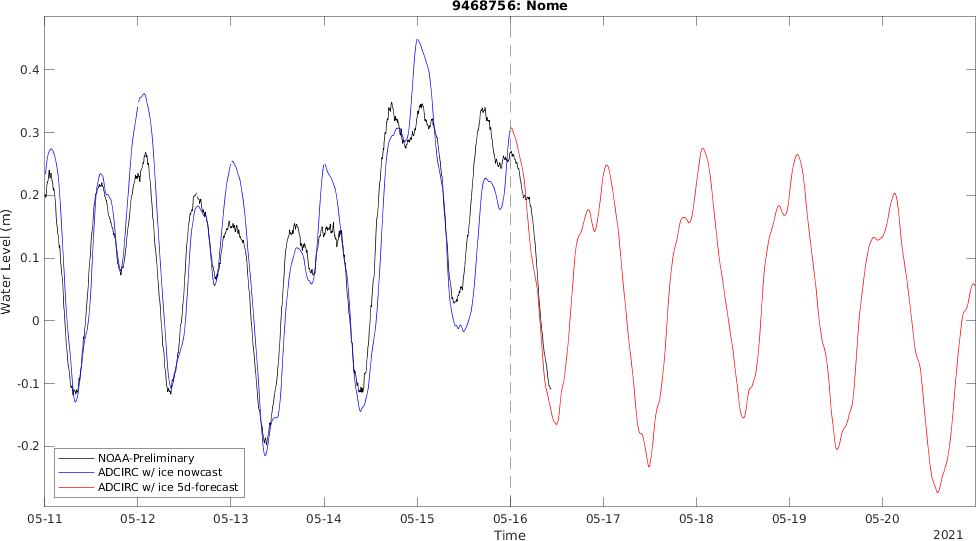 9468756: Nome
0.4
0.3
0.2
0.1
0
-0.1
-0.2
Water Level (m)
NOAA-Preliminary
ADCIRC w/ ice nowcast
ADCIRC w/ ice 5d-forecast
05-11 05-12 05-13 05-14 05-15 05-16 05-17 05-18 05-19 05-20
Time
2021